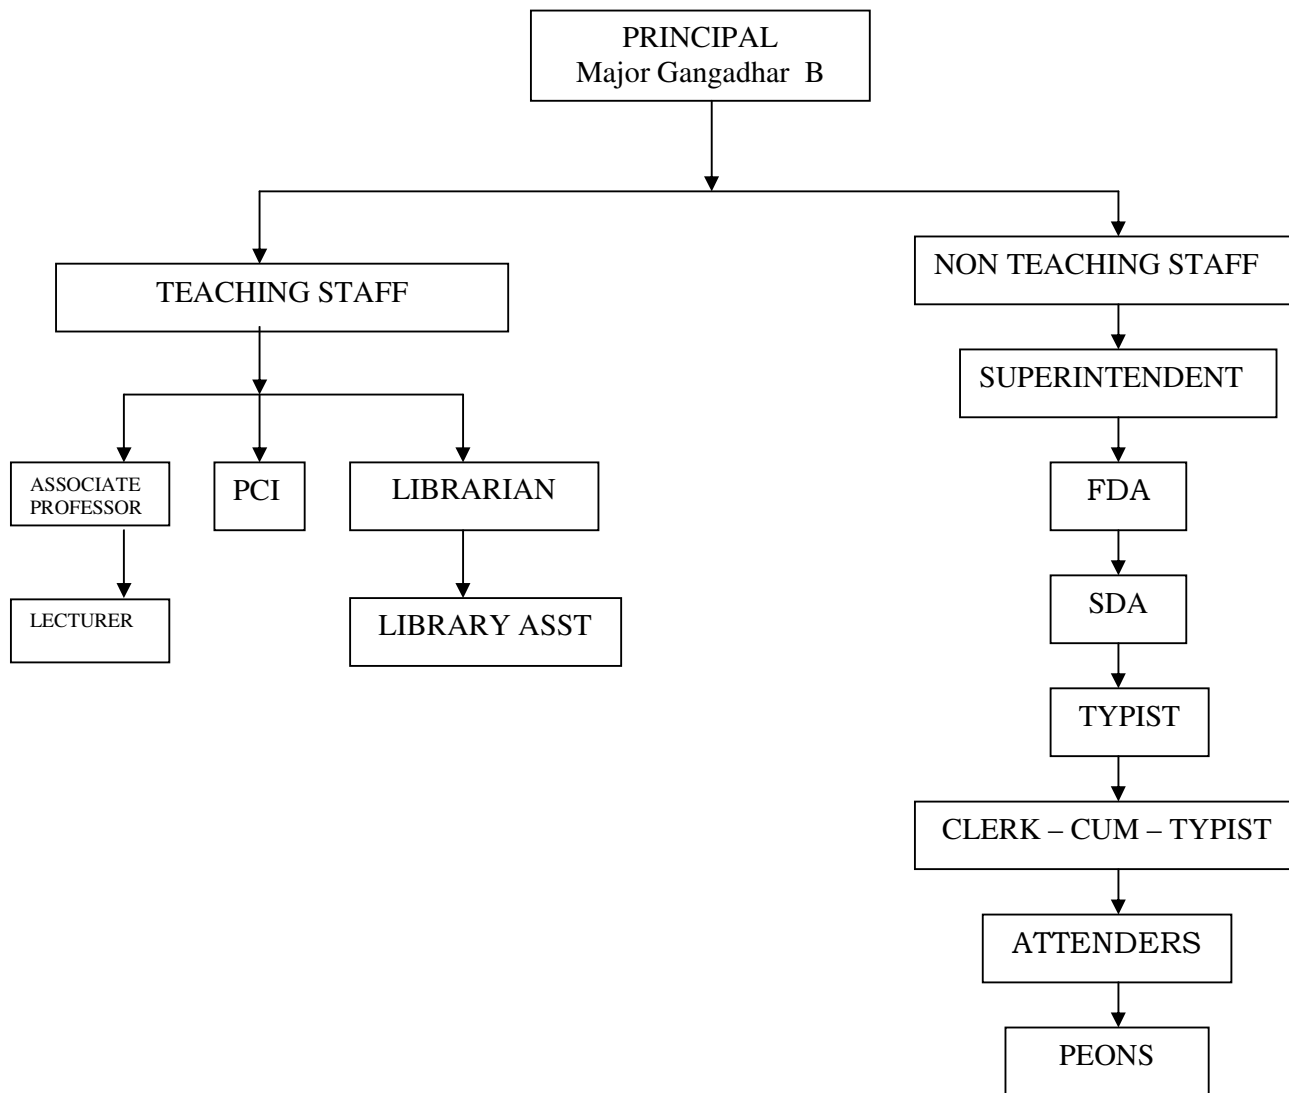 PRINCIPAL
Major Gangadhar B
NON TEACHING STAFF
TEACHING STAFF
SUPERINTENDENT
ASSOCIATE
PROFESSOR
PCI
LIBRARIAN
FDA
SDA
LECTURER
LIBRARY ASST
TYPIST
CLERK – CUM – TYPIST
ATTENDERS
PEONS